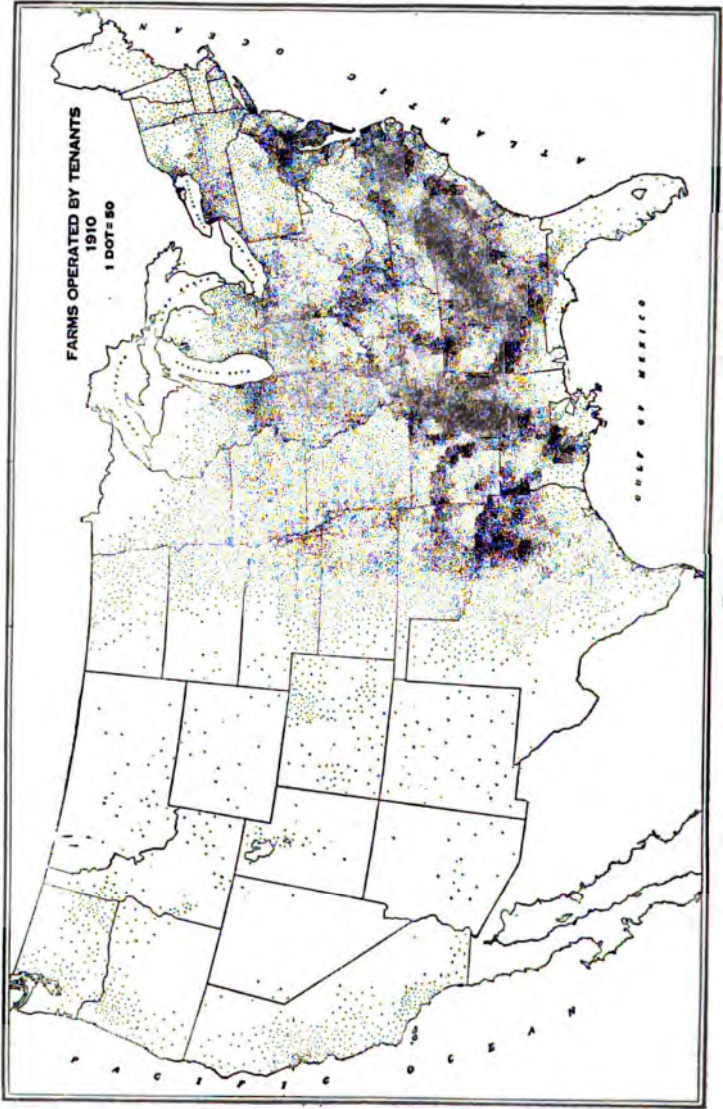 FARMS OPERATED BY TENANTS
1910
1 DOT = 50
ATLANTIC OCEAN
GULF OF MEXICO
PACIFIC OCEAN